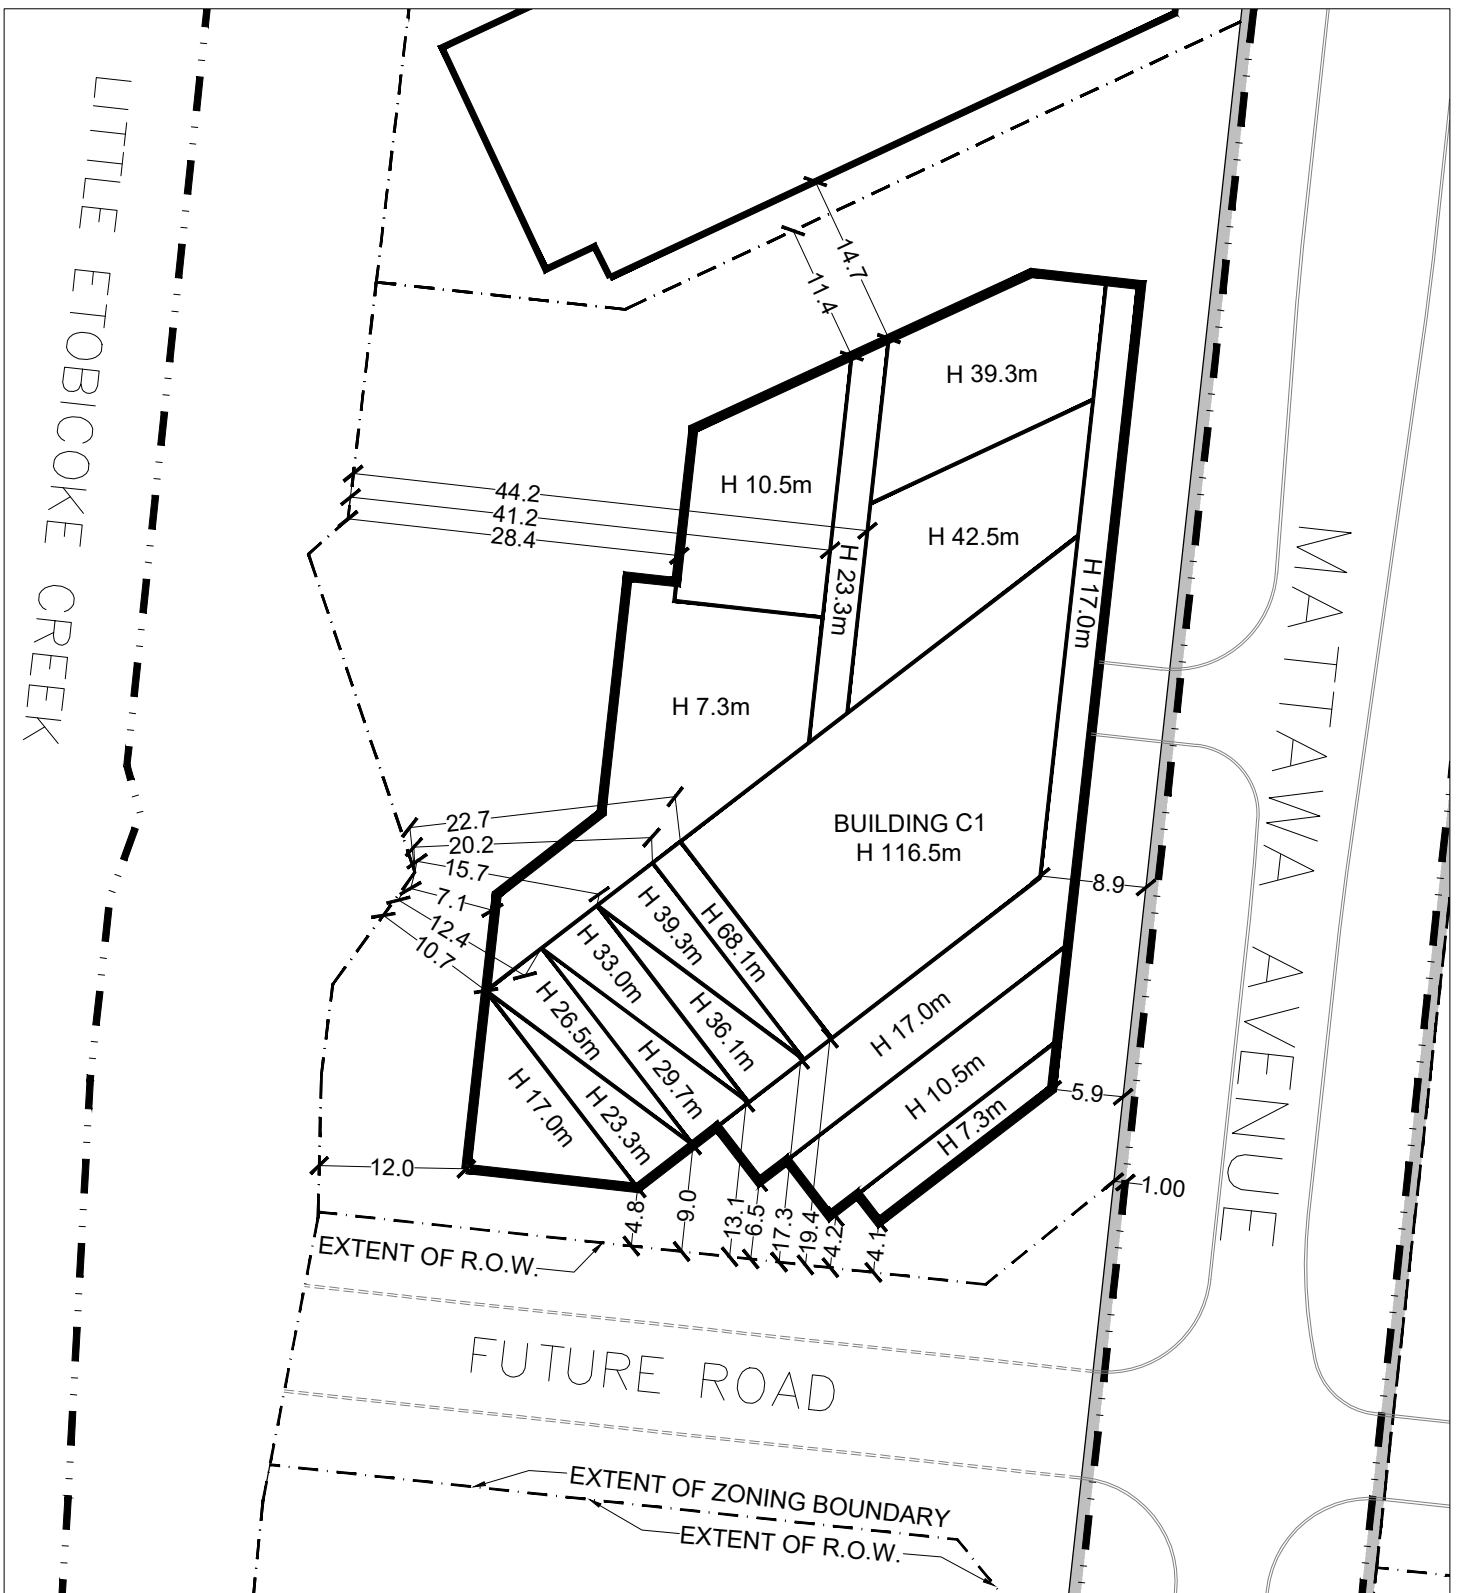 LITTLE ETOBICOKE CREEK
14.7
11.4
H 39.3m
H 10.5m
44.2
41.2
28.4
H 42.5m
H 23.3m
H 17.0m
MATTAWA AVENUE
H 7.3m
22.7
20.2
15.7
7.1
12.4
10.7
BUILDING C1
H 116.5m
8.9
H 68.1m
H 39.3m
H 33.0m
H 36.1m
H 26.5m
H 29.7m
H 17.0m
H 23.3m
H 17.0m
H 10.5m
H 7.3m
5.9
12.0
1.00
4.8
9.0
13.1
6.5
17.3
19.4
4.2
4.1
EXTENT OF R.O.W.
FUTURE ROAD
EXTENT OF ZONING BOUNDARY
EXTENT OF R.O.W.